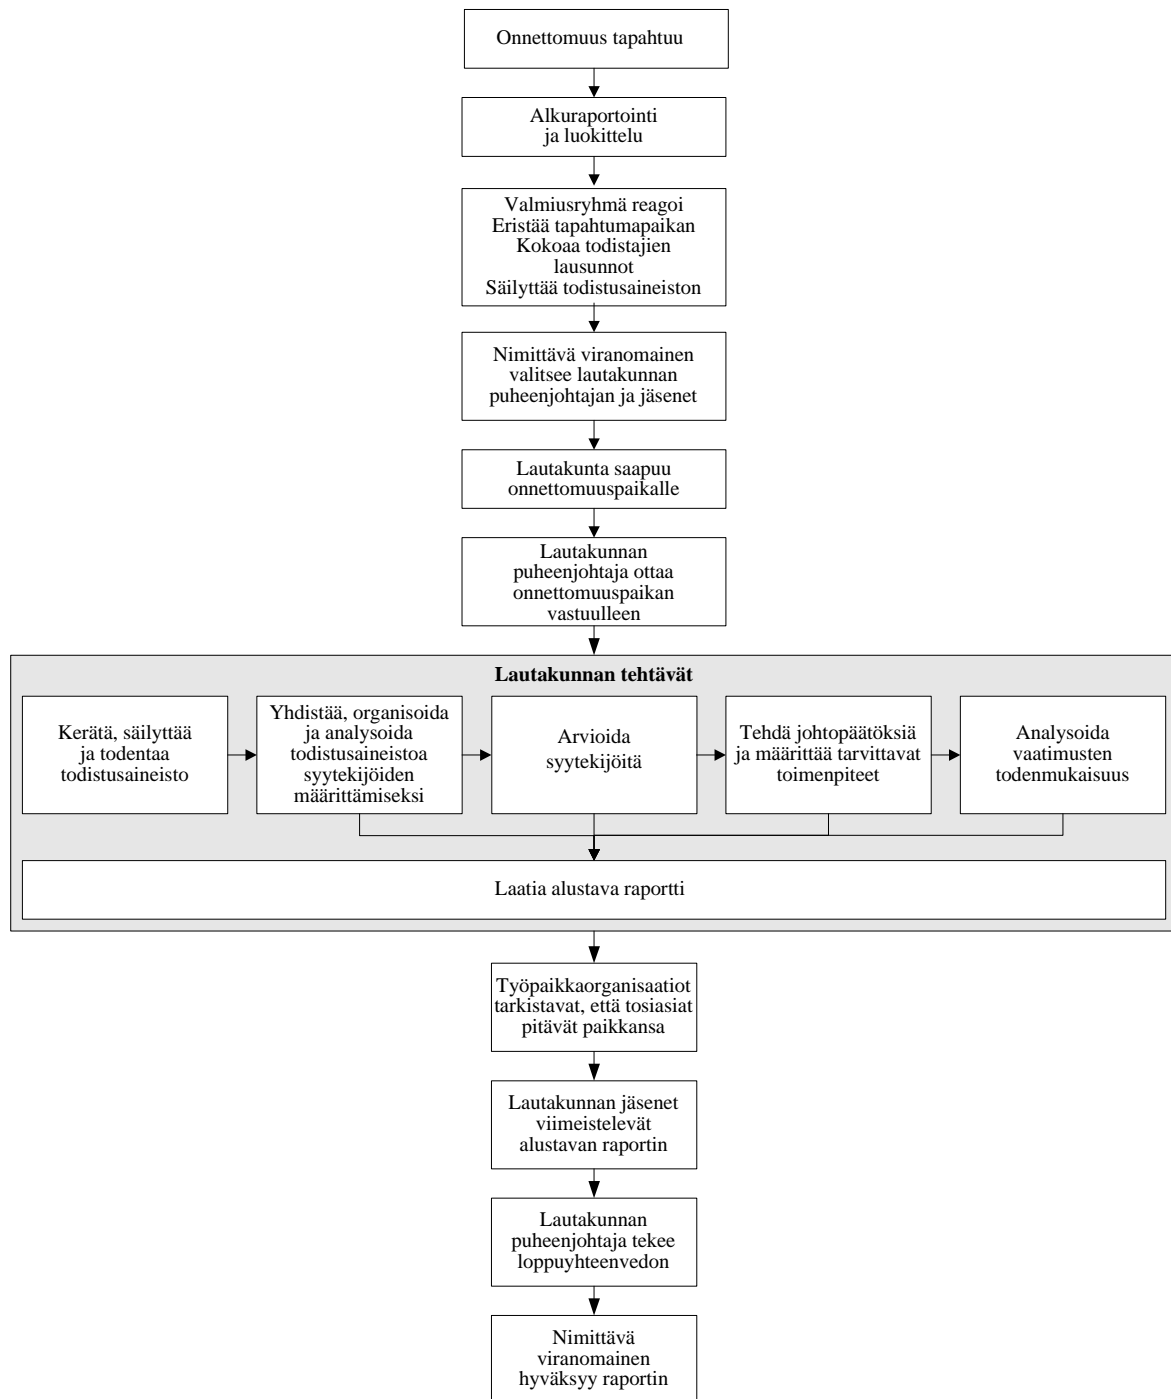 Onnettomuus tapahtuu
Alkuraportointi
ja luokittelu
Valmiusryhmä reagoi
Eristää tapahtumapaikan
Kokoaa todistajien
lausunnot
Säilyttää todistusaineiston
Nimittävä viranomainen
valitsee lautakunnan
puheenjohtajan ja jäsenet
Lautakunta saapuu
onnettomuuspaikalle
Lautakunnan
puheenjohtaja ottaa
onnettomuuspaikan
vastuulleen
Lautakunnan tehtävät
Kerätä, säilyttää
ja todentaa
todistusaineisto
Yhdistää, organisoida
ja analysoida
todistusaineistoa
syytekijöiden
määrittämiseksi
Arvioida
syytekijöitä
Tehdä johtopäätöksiä
ja määrittää tarvittavat
toimenpiteet
Analysoida
vaatimusten
todenmukaisuus
Laatia alustava raportti
Työpaikkaorganisaatiot
tarkistavat, että tosiasiat
pitävät paikkansa
Lautakunnan jäsenet
viimeistelevät
alustavan raportin
Lautakunnan
puheenjohtaja tekee
loppuyhteenvedon
Nimittävä
viranomainen
hyväksyy raportin